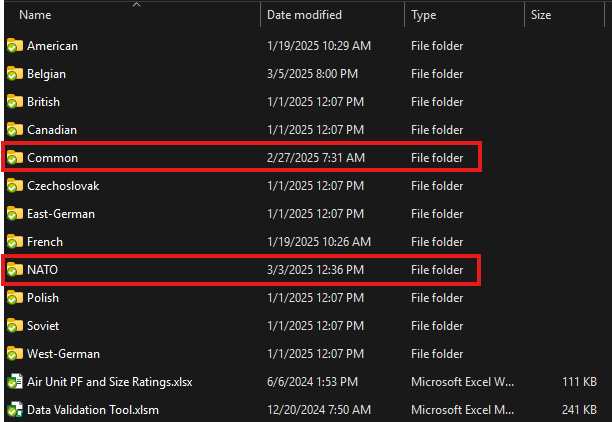 Name Date modified Type Size
American 1/19/2025 10:29 AM File folder
Belgian 3/5/2025 8:00 PM File folder
British 1/1/2025 12:07 PM File folder
Canadian 1/1/2025 12:07 PM File folder
Common 2/27/2025 7:31 AM File folder
Czechoslovak 1/1/2025 12:07 PM File folder
East-German 1/1/2025 12:07 PM File folder
French 1/19/2025 10:26 AM File folder
NATO 3/3/2025 12:36 PM File folder
Polish 1/1/2025 12:07 PM File folder
Soviet 1/1/2025 12:07 PM File folder
West-German 1/1/2025 12:07 PM File folder
Air Unit PF and Size Ratings.xlsx 6/6/2024 1:53 PM Microsoft Excel W... 111 KB
Data Validation Tool.xlsm 12/20/2024 7:50 AM Microsoft Excel M... 241 KB